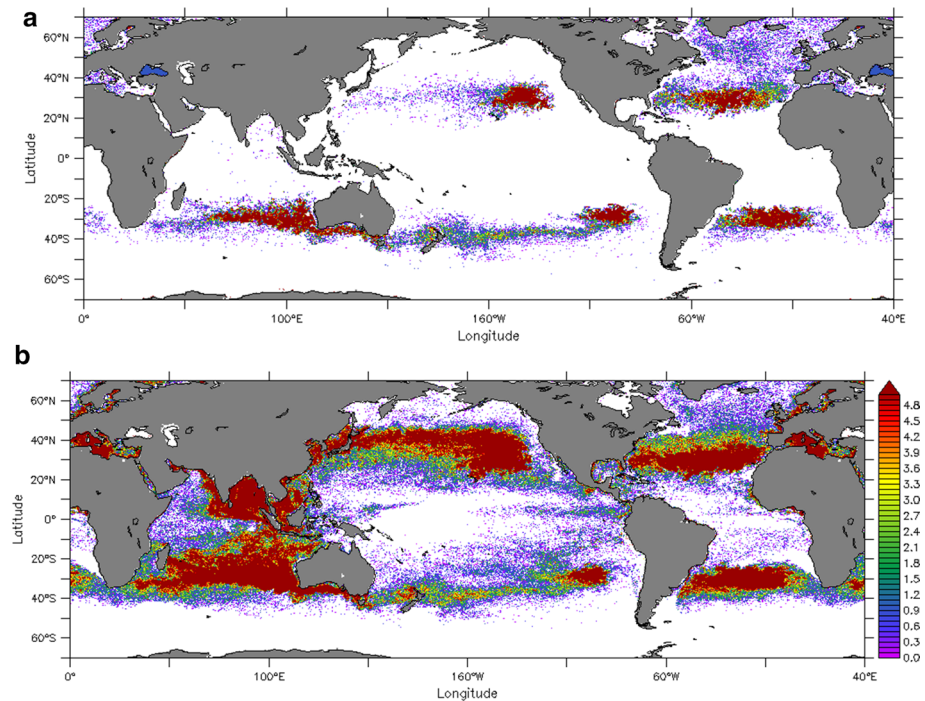 a
60°N
40°N
20°N
0°
20°S
40°S
60°S
Latitude
0° 100°E 160°W 60°W 40°E
Longitude
b
60°N
40°N
20°N
0°
20°S
40°S
60°S
Latitude
0° 100°E 160°W 60°W 40°E
Longitude
4.8
4.5
4.2
3.9
3.6
3.3
3.0
2.7
2.4
2.1
1.8
1.5
1.2
0.9
0.6
0.3
0.0